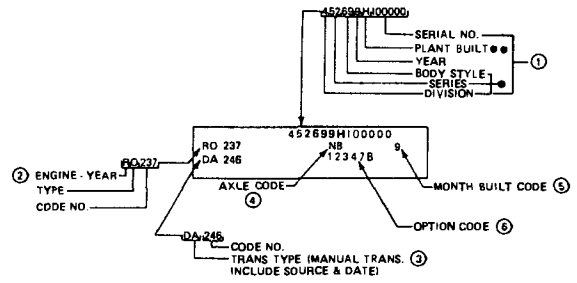 452699HI00000
SERIAL NO.
PLANT BUILT ●●
YEAR
①
BODY STYLE
SERIES ●
DIVISION
452699HI00000
RO 237
NB
9
DA 246
12347B
② ENGINE - YEAR
RO 237
TYPE
CODE NO.
AXLE CODE
④
MONTH BUILT CODE ⑤
OPTION CODE ⑥
DA 246
CODE NO.
TRANS TYPE (MANUAL TRANS. ③
INCLUDE SOURCE & DATE)